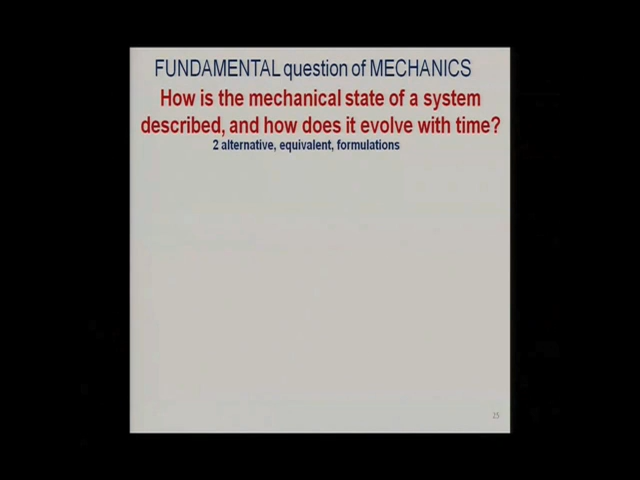 FUNDAMENTAL question of MECHANICS
How is the mechanical state of a system
described, and how does it evolve with time?
2 alternative, equivalent, formulations
25